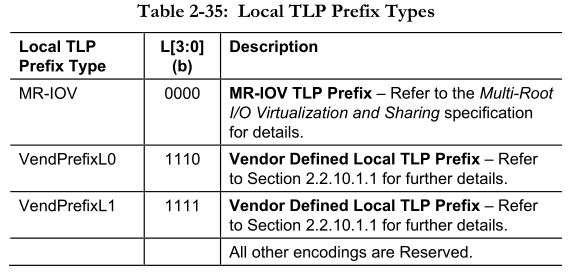 Table 2-35: Local TLP Prefix Types
Local TLP Prefix Type L[3:0] (b) Description
MR-IOV 0000 MR-IOV TLP Prefix – Refer to the Multi-Root
I/O Virtualization and Sharing specification
for details.
VendPrefixL0 1110 Vendor Defined Local TLP Prefix – Refer
to Section 2.2.10.1.1 for further details.
VendPrefixL1 1111 Vendor Defined Local TLP Prefix – Refer
to Section 2.2.10.1.1 for further details.
All other encodings are Reserved.